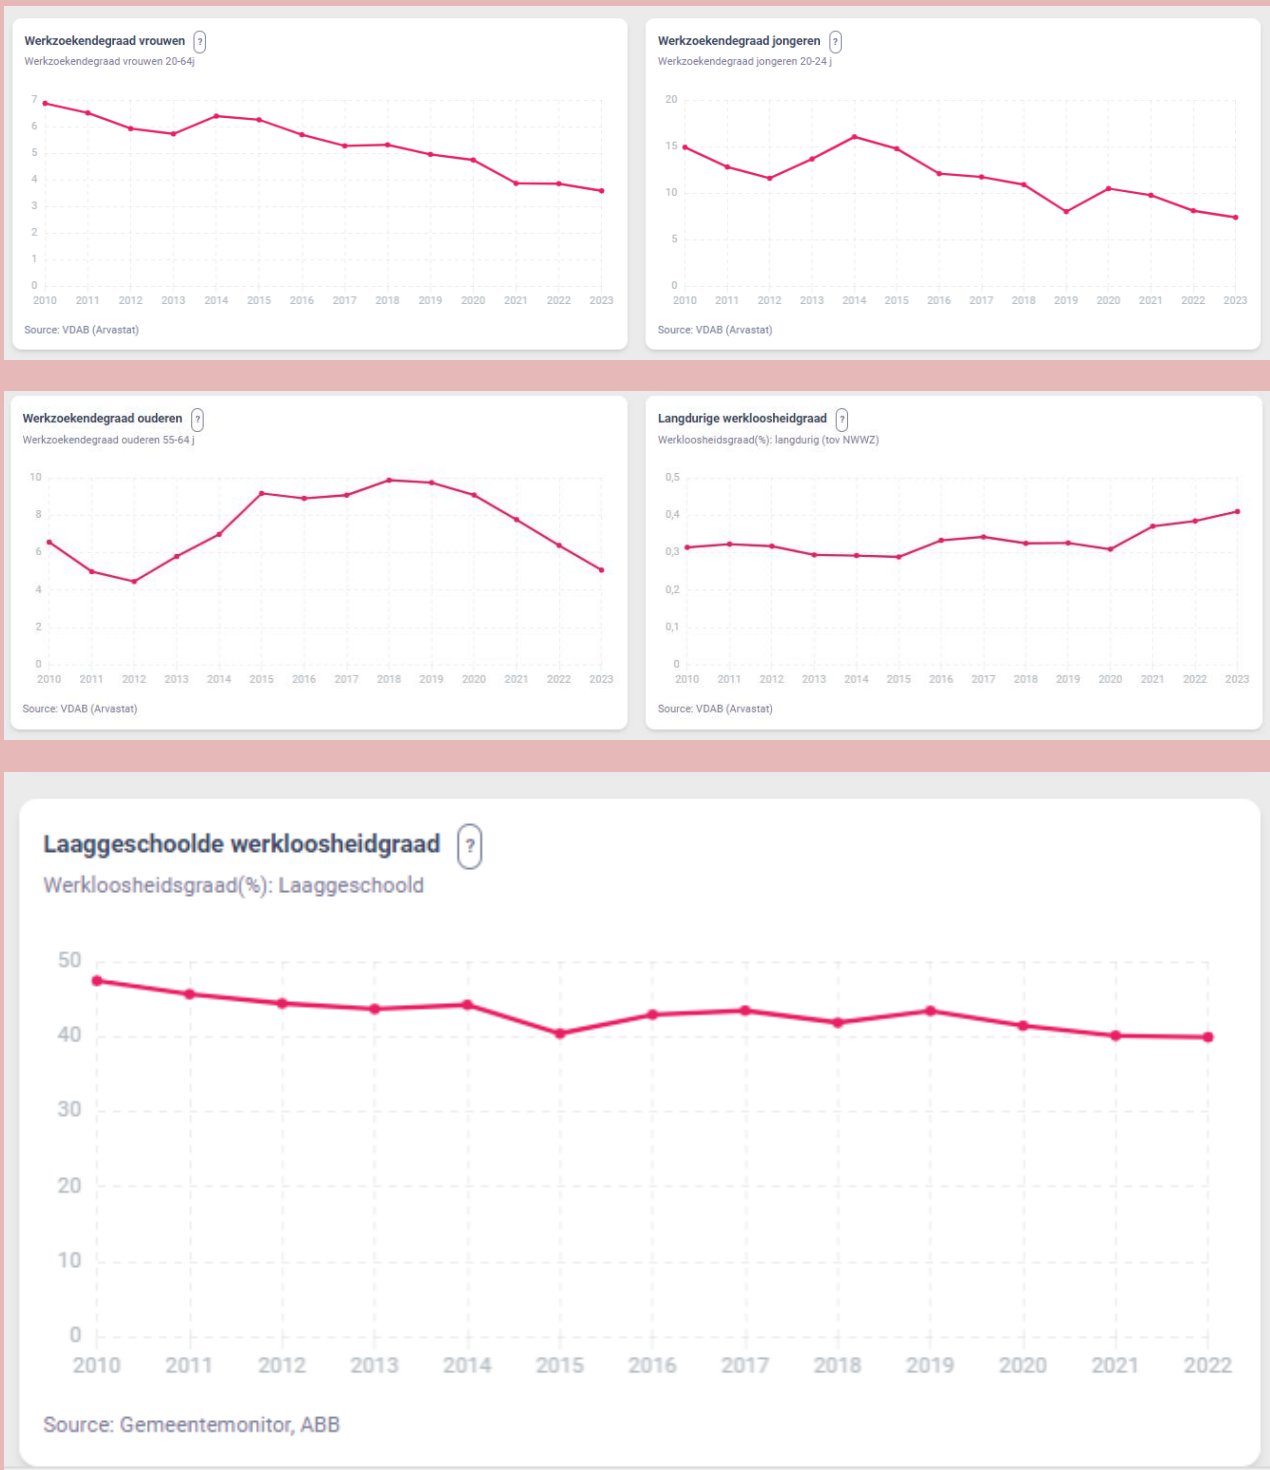 Werkzoekendegraad vrouwen ?
Werkzoekendegraad vrouwen 20-64j
7
6
5
4
3
2
1
0
2010 2011 2012 2013 2014 2015 2016 2017 2018 2019 2020 2021 2022 2023
Source: VDAB (Arvastat)
Werkzoekendegraad jongeren ?
Werkzoekendegraad jongeren 20-24 j
20
15
10
5
0
2010 2011 2012 2013 2014 2015 2016 2017 2018 2019 2020 2021 2022 2023
Source: VDAB (Arvastat)
Werkzoekendegraad ouderen ?
Werkzoekendegraad ouderen 55-64 j
10
8
6
4
2
0
2010 2011 2012 2013 2014 2015 2016 2017 2018 2019 2020 2021 2022 2023
Source: VDAB (Arvastat)
Langdurige werkloosheidgraad ?
Werkloosheidsgraad(%): langdurig (tov NWWZ)
0,5
0,4
0,3
0,2
0,1
0
2010 2011 2012 2013 2014 2015 2016 2017 2018 2019 2020 2021 2022 2023
Source: VDAB (Arvastat)
Laaggeschoolde werkloosheidgraad ?
Werkloosheidsgraad(%): Laaggeschoold
50
40
30
20
10
0
2010 2011 2012 2013 2014 2015 2016 2017 2018 2019 2020 2021 2022
Source: Gemeentemonitor, ABB